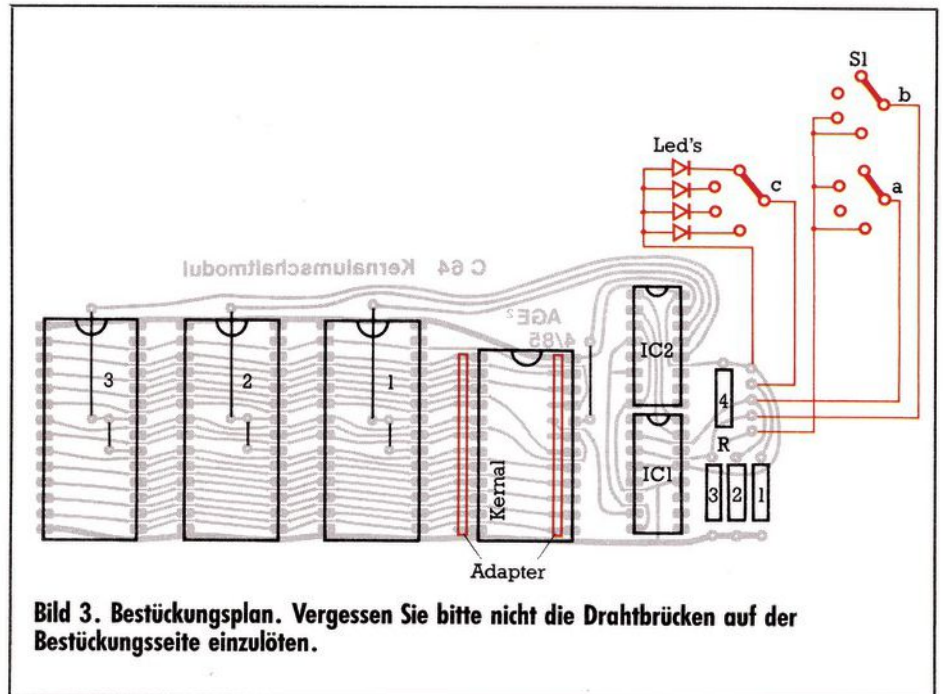 S1
b
Led's
a
c
C 64 Kernalumschaltmodul
AGE²
4/85
IC2
3
2
1
4
Kernal
R
IC1
3
2
1
Adapter
Bild 3. Bestückungsplan. Vergessen Sie bitte nicht die Drahtbrücken auf der
Bestückungsseite einzulöten.